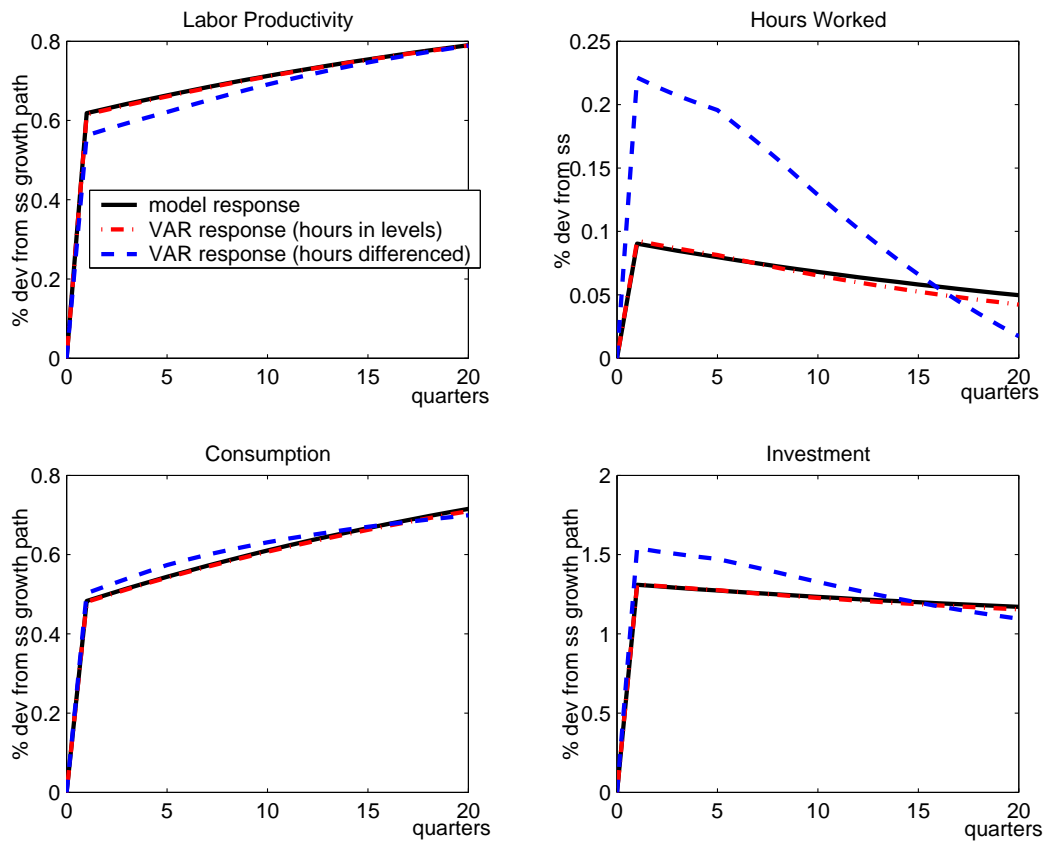 Labor Productivity
0.8
0.6
0.4
0.2
0
% dev from ss growth path
model response
VAR response (hours in levels)
VAR response (hours differenced)
0 5 10 15 20
quarters
Hours Worked
0.25
0.2
0.15
0.1
0.05
0
% dev from ss
0 5 10 15 20
quarters
Consumption
0.8
0.6
0.4
0.2
0
% dev from ss growth path
0 5 10 15 20
quarters
Investment
2
1.5
1
0.5
0
% dev from ss growth path
0 5 10 15 20
quarters